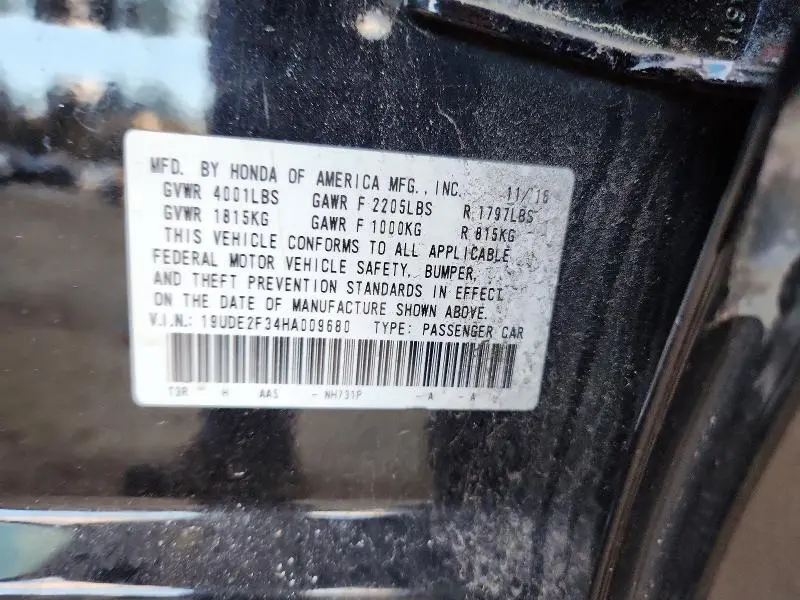 MFD. BY HONDA OF AMERICA MFG., INC. 11/16
GVWR 4001LBS GAWR F 2205LBS R 1797LBS
GVWR 1815KG GAWR F 1000KG R 815KG
THIS VEHICLE CONFORMS TO ALL APPLICABLE
FEDERAL MOTOR VEHICLE SAFETY, BUMPER,
AND THEFT PREVENTION STANDARDS IN EFFECT
ON THE DATE OF MANUFACTURE SHOWN ABOVE.
V.I.N.: 19UDE2F34HA009680 TYPE: PASSENGER CAR
T3R H AAS - NH731P - A - A